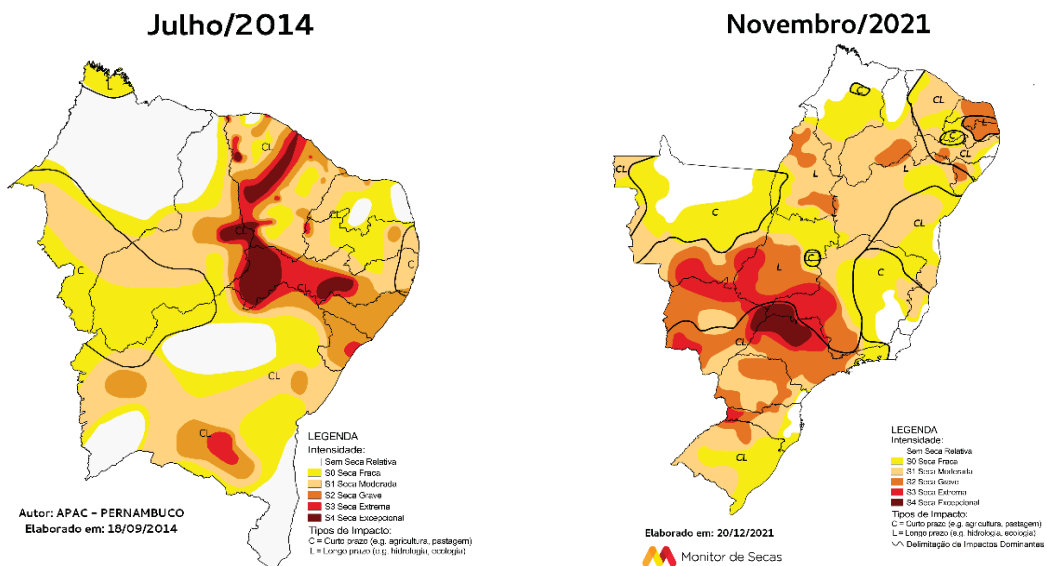 Julho/2014
L
CL
C
CL
CL
C
CL
CL
CL
LEGENDA
Intensidade:
Sem Seca Relativa
S0 Seca Fraca
S1 Seca Moderada
S2 Seca Grave
S3 Seca Extrema
S4 Seca Excepcional
Tipos de Impacto:
C = Curto prazo (e.g. agricultura, pastagem)
L = Longo prazo (e.g. hidrologia, ecologia)
Autor: APAC - PERNAMBUCO
Elaborado em: 18/09/2014
Novembro/2021
C
CL
L
C
CL
CL
L
L
C
CL
C
L
C
CL
CL
LEGENDA
Intensidade:
Sem Seca Relativa
S0 Seca Fraca
S1 Seca Moderada
S2 Seca Grave
S3 Seca Extrema
S4 Seca Excepcional
Tipos de Impacto:
C = Curto prazo (e.g. agricultura, pastagem)
L = Longo prazo (e.g. hidrologia, ecologia)
Delimitação de Impactos Dominantes
Elaborado em: 20/12/2021
Monitor de Secas